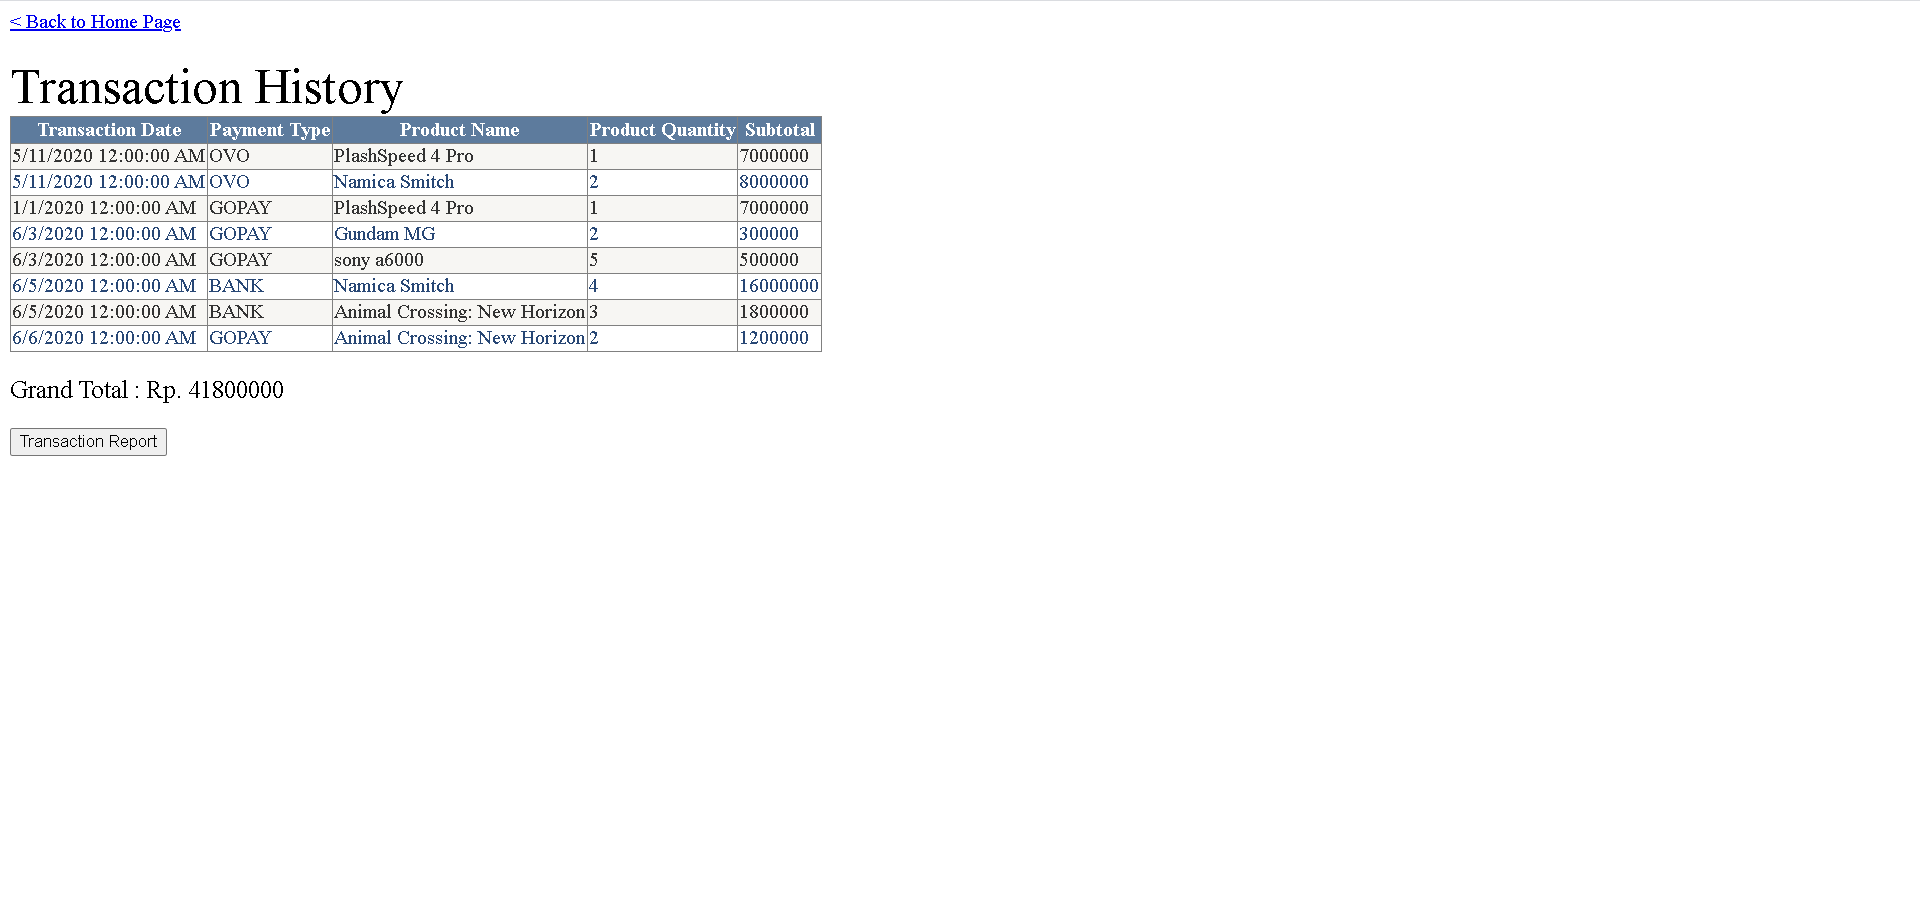 < Back to Home Page
Transaction History
Transaction Date Payment Type Product Name Product Quantity Subtotal
5/11/2020 12:00:00 AM OVO PlashSpeed 4 Pro 1 7000000
5/11/2020 12:00:00 AM OVO Namica Smitch 2 8000000
1/1/2020 12:00:00 AM GOPAY PlashSpeed 4 Pro 1 7000000
6/3/2020 12:00:00 AM GOPAY Gundam MG 2 300000
6/3/2020 12:00:00 AM GOPAY sony a6000 5 500000
6/5/2020 12:00:00 AM BANK Namica Smitch 4 16000000
6/5/2020 12:00:00 AM BANK Animal Crossing: New Horizon 3 1800000
6/6/2020 12:00:00 AM GOPAY Animal Crossing: New Horizon 2 1200000
Grand Total : Rp. 41800000
Transaction Report